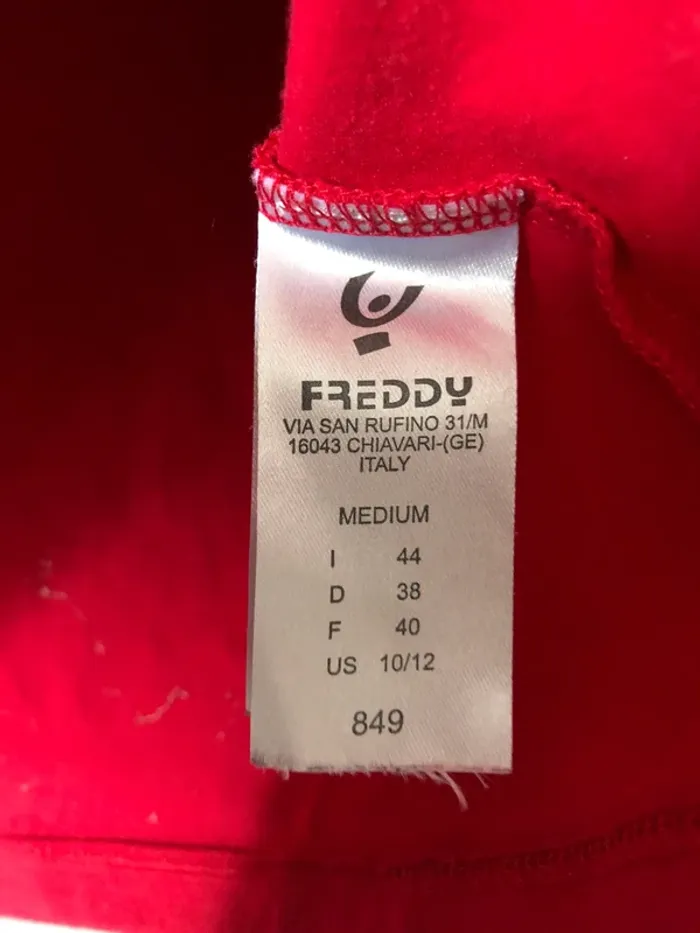 FREDDY
VIA SAN RUFINO 31/M
16043 CHIAVARI-(GE)
ITALY
MEDIUM
I 44
D 38
F 40
US 10/12
849